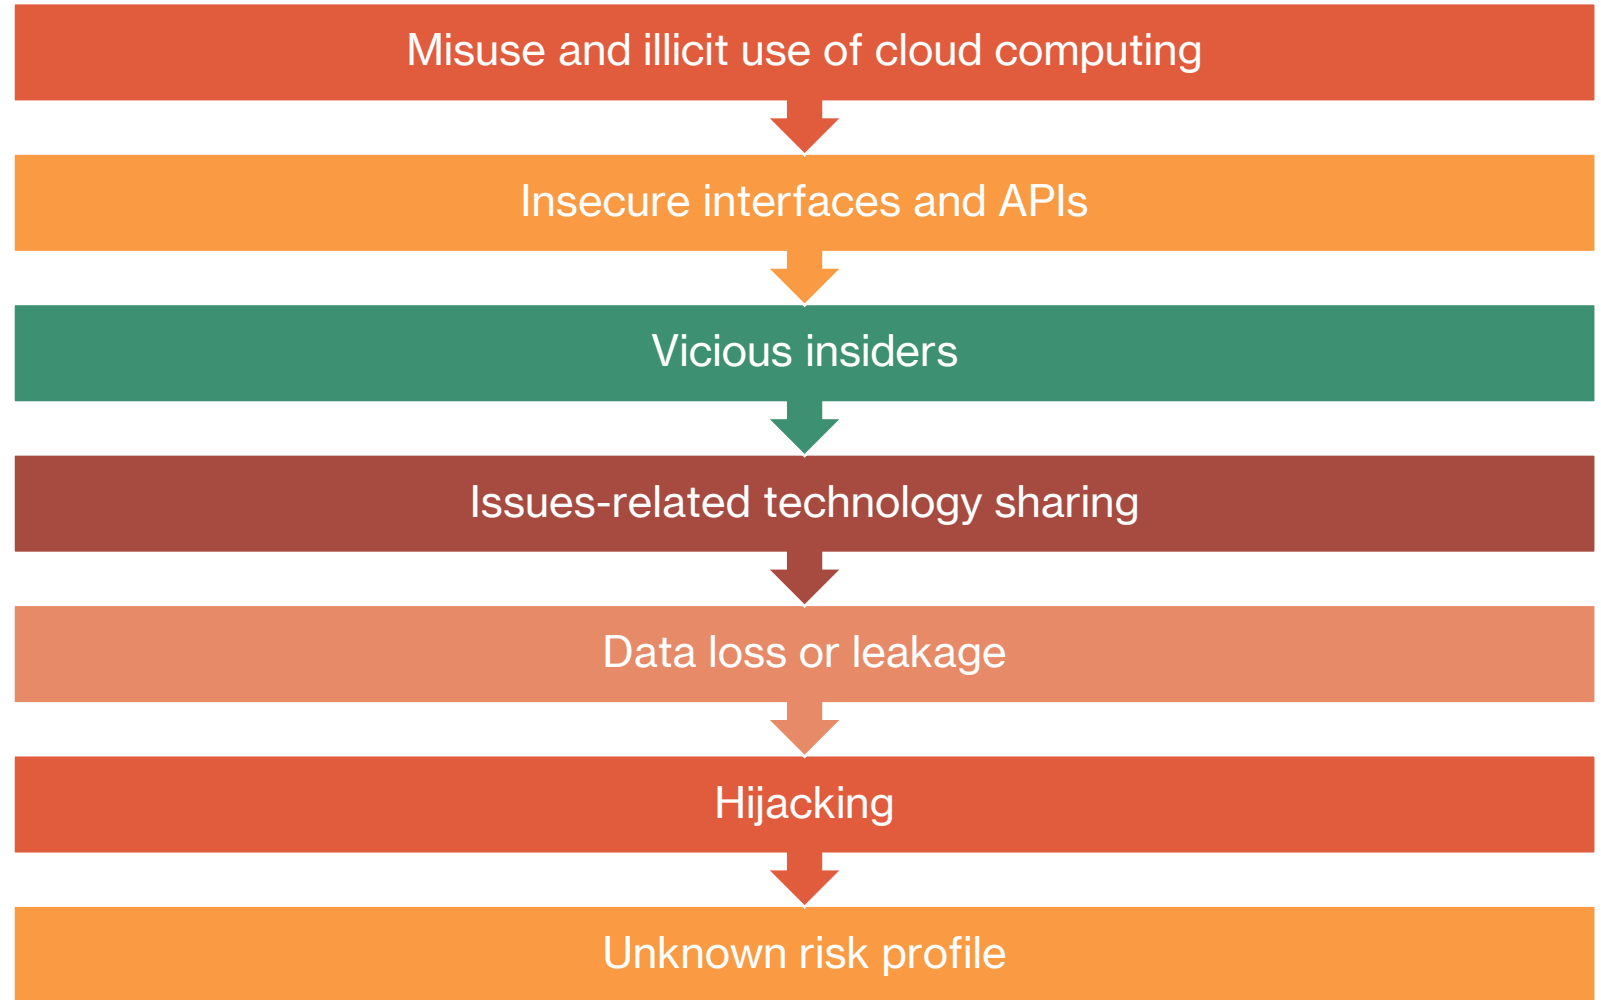 Misuse and illicit use of cloud computing
Insecure interfaces and APIs
Vicious insiders
Issues-related technology sharing
Data loss or leakage
Hijacking
Unknown risk profile